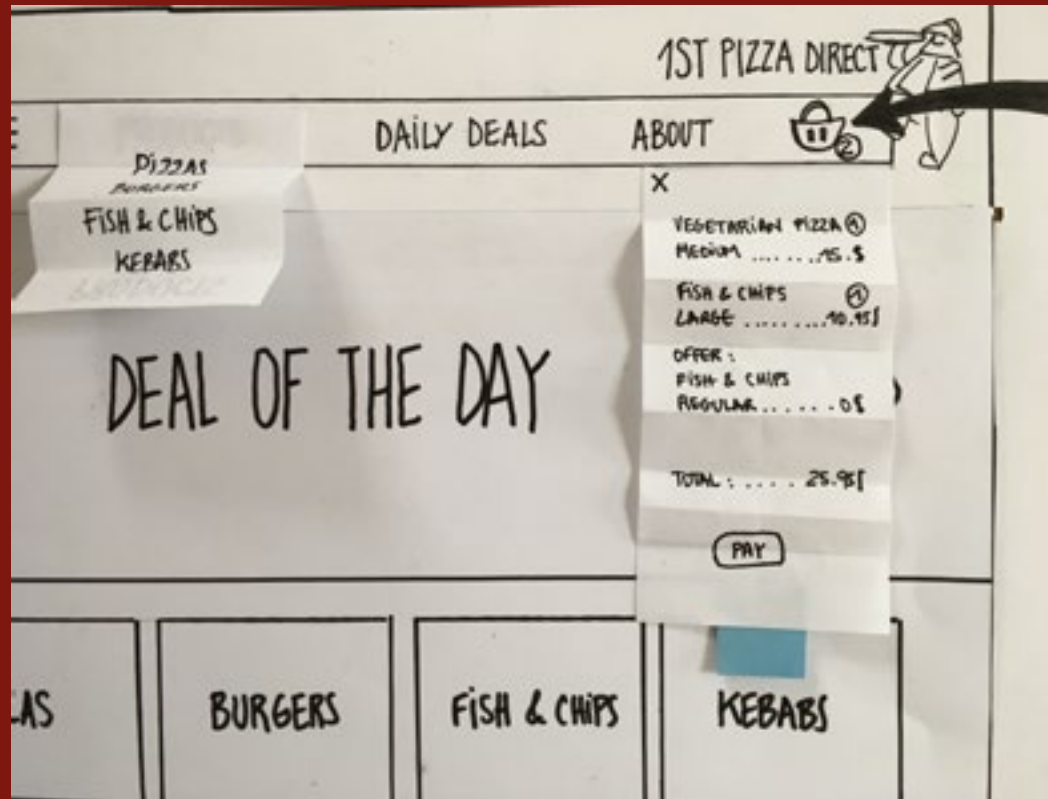 1ST PIZZA DIRECT
E
DAILY DEALS
ABOUT
2
PIZZAS
BURGERS
FISH & CHIPS
KEBABS
X
VEGETARIAN PIZZA 1
MEDIUM .......15.$
FISH & CHIPS 1
LARGE .........10.95$
OFFER :
FISH & CHIPS
REGULAR ...... 0$
TOTAL : .... 25.95$
PAY
DEAL OF THE DAY
ZAS
BURGERS
FISH & CHIPS
KEBABS